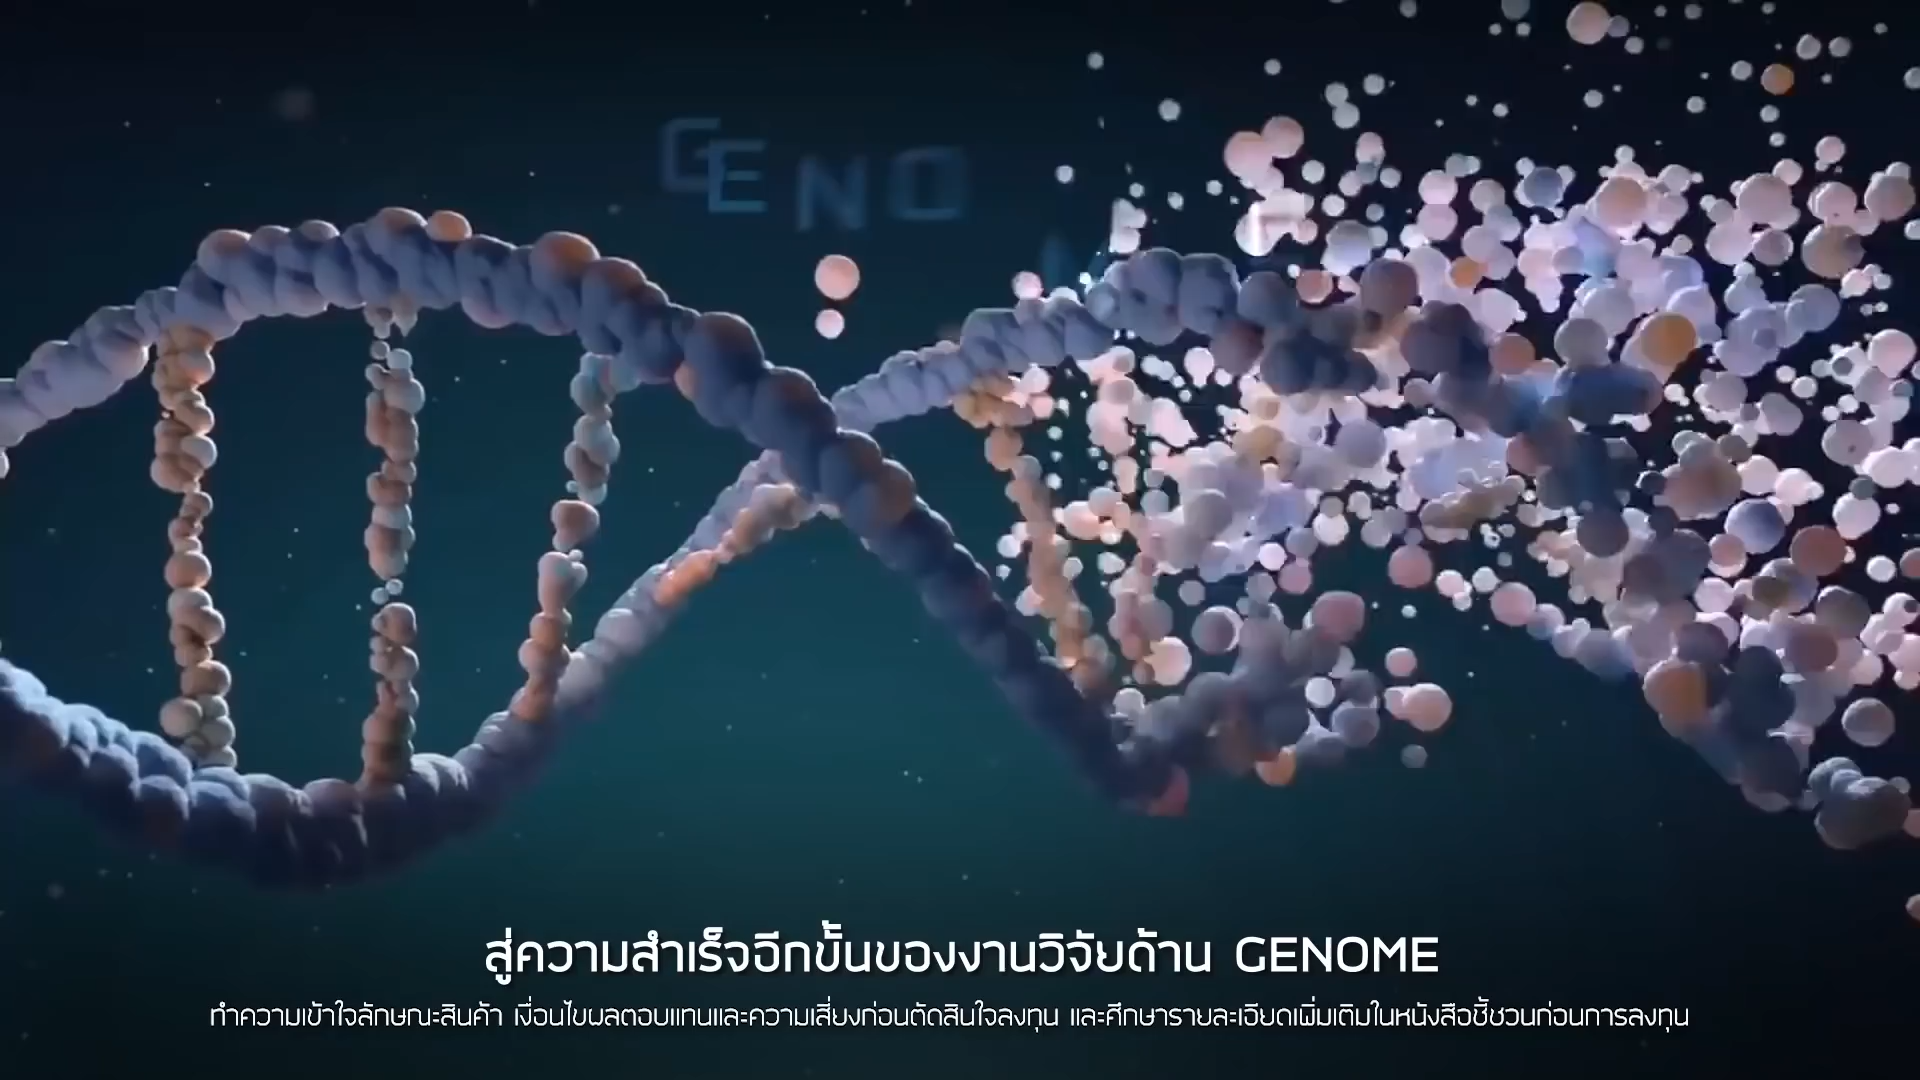 GENO
สู่ความสำเร็จอีกขั้นของงานวิจัยด้าน GENOME
ทำความเข้าใจลักษณะสินค้า เงื่อนไขผลตอบแทนและความเสี่ยงก่อนตัดสินใจลงทุน และศึกษารายละเอียดเพิ่มเติมในหนังสือชี้ชวนก่อนการลงทุน